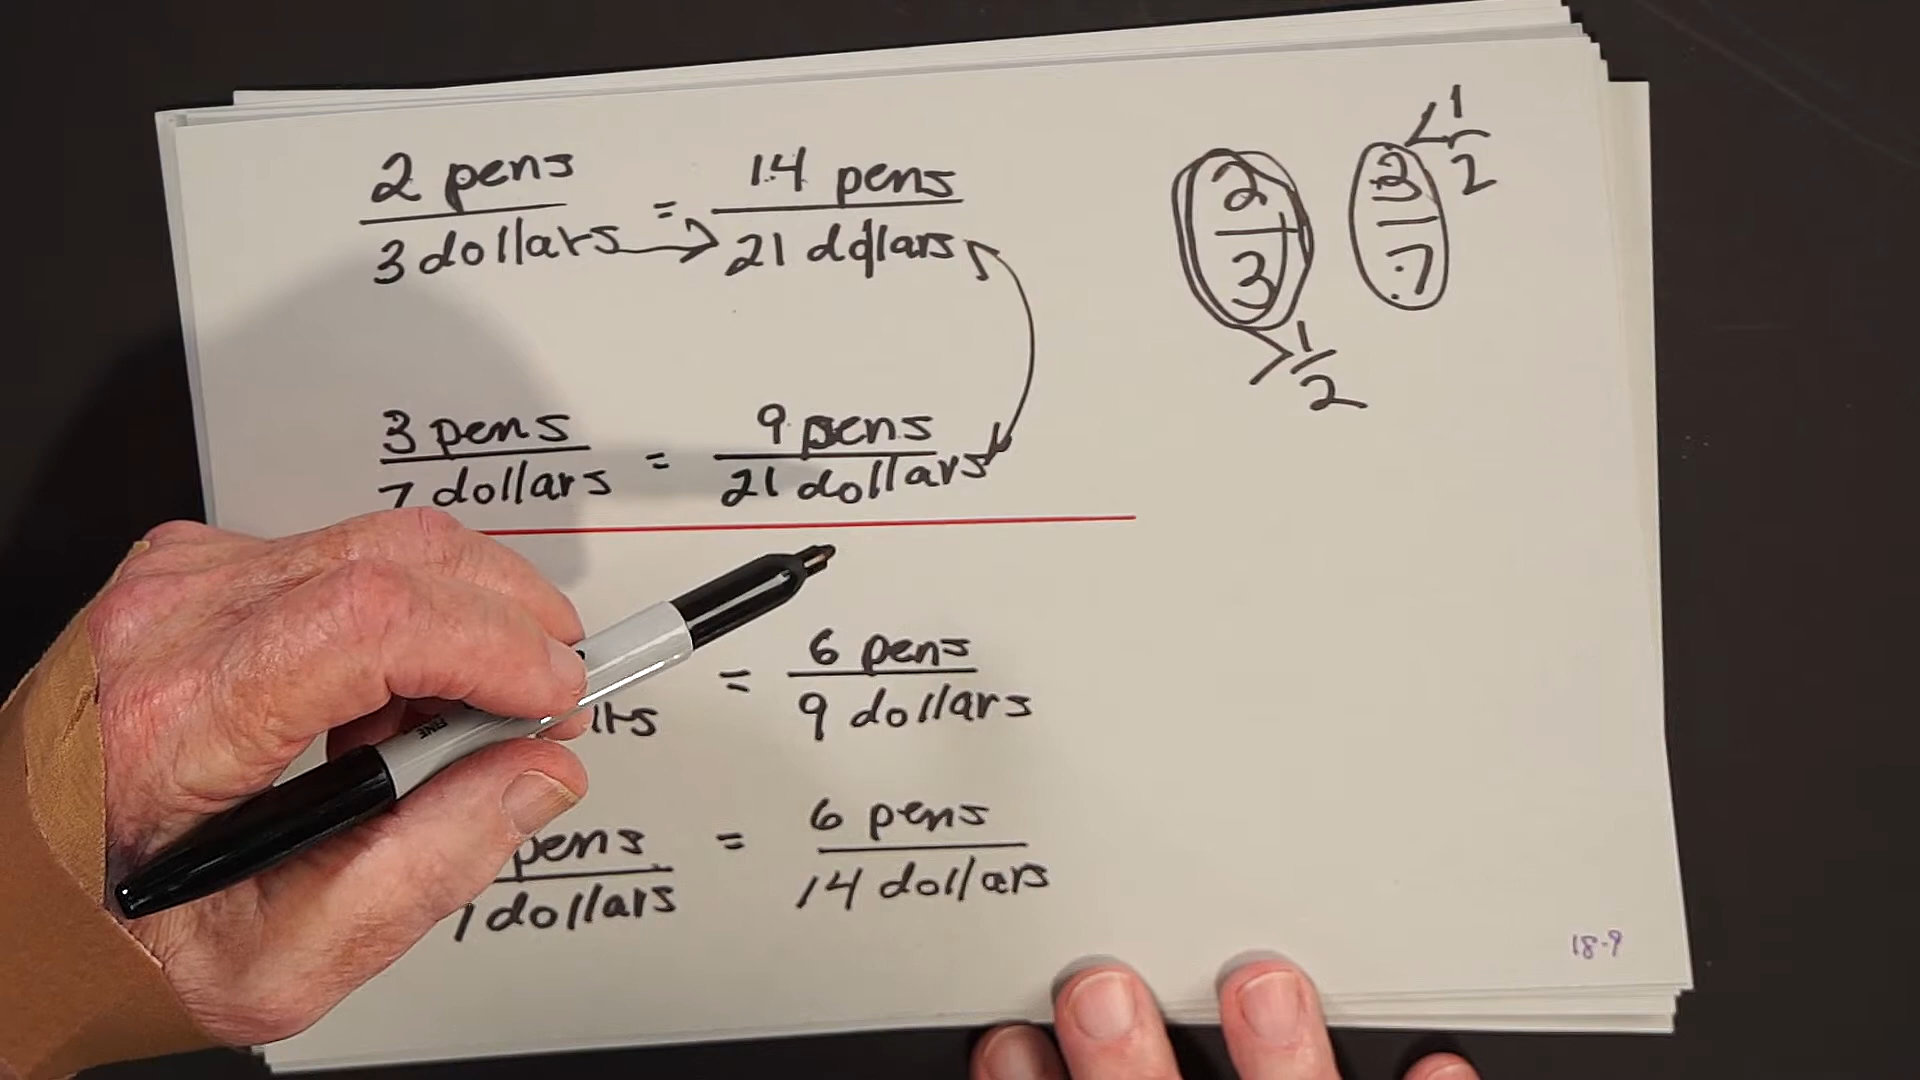 2 pens = 14 pens
3 dollars 21 dollars
3 pens = 9 pens
7 dollars 21 dollars
= 6 pens
9 dollars
pens = 6 pens
dollars 14 dollars
2 3 < 1
3 7 2
> 1
2
FINE
18-9